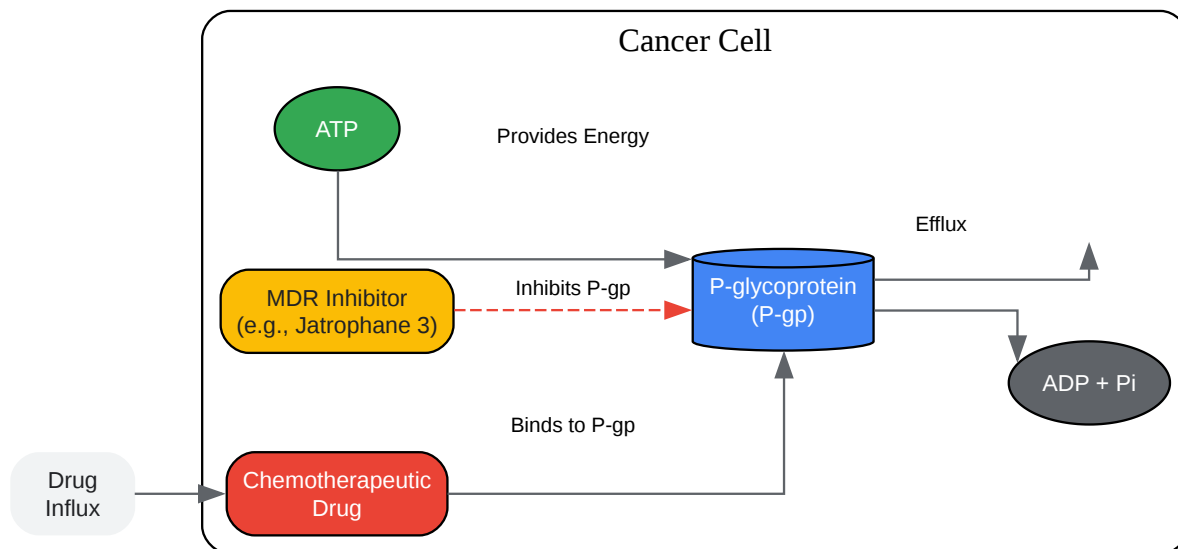 Cancer Cell
ATP
Provides Energy
Efflux
MDR Inhibitor
(e.g., Jatrophane 3)
Inhibits P-gp
P-glycoprotein
(P-gp)
ADP + Pi
Binds to P-gp
Drug
Influx
Chemotherapeutic
Drug